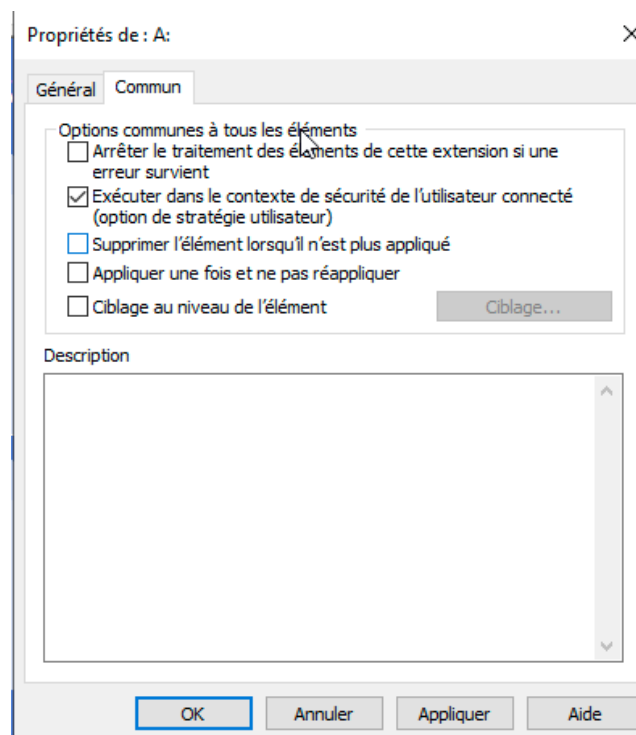 Propriétés de : A:
Général
Commun
Options communes à tous les éléments
Arrêter le traitement des éléments de cette extension si une
erreur survient
Exécuter dans le contexte de sécurité de l'utilisateur connecté
(option de stratégie utilisateur)
Supprimer l'élément lorsqu'il n'est plus appliqué
Appliquer une fois et ne pas réappliquer
Ciblage au niveau de l'élément
Ciblage...
Description
OK
Annuler
Appliquer
Aide